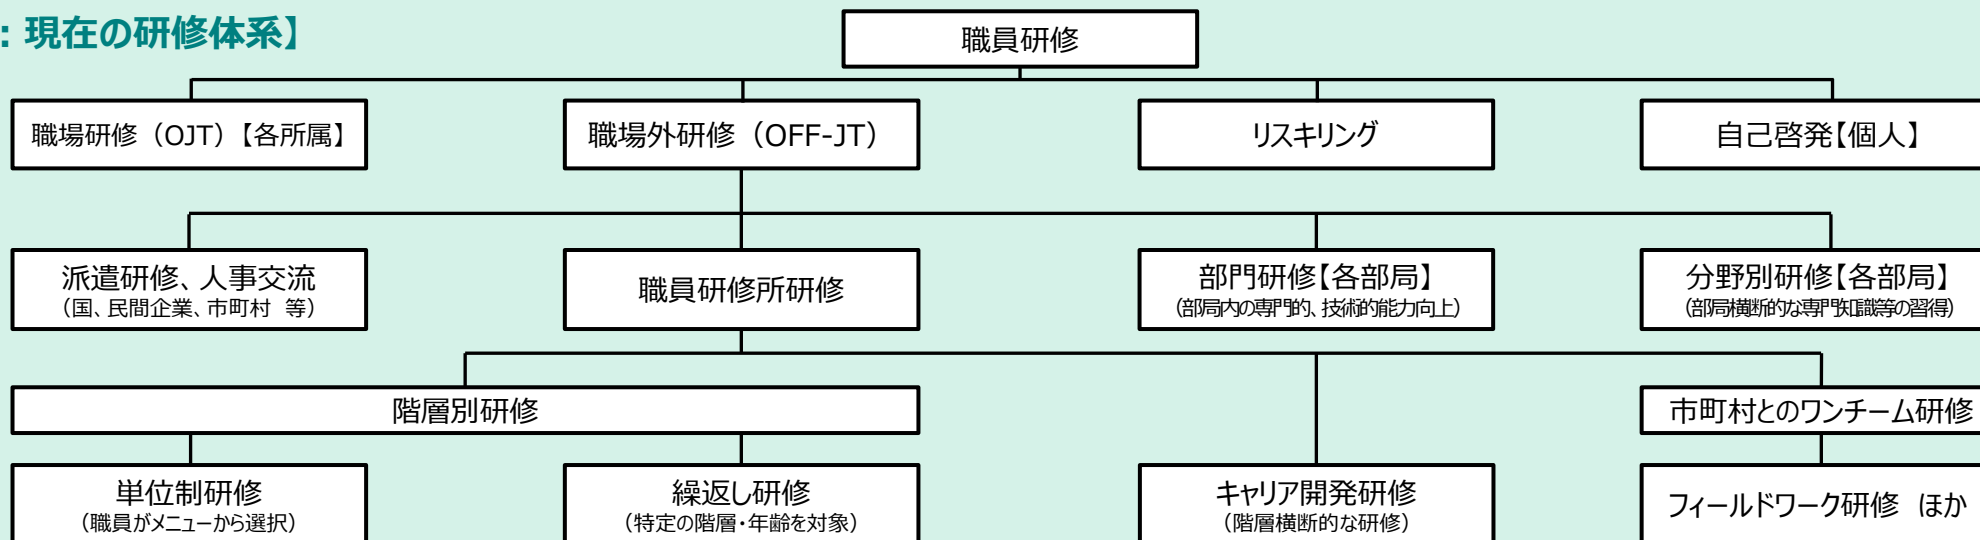 ：現在の研修体系】
職員研修
職場研修（OJT）【各所属】
職場外研修（OFF-JT）
リスキリング
自己啓発【個人】
派遣研修、人事交流
（国、民間企業、市町村　等）
職員研修所研修
部門研修【各部局】
（部局内の専門的、技術的能力向上）
分野別研修【各部局】
（部局横断的な専門知識等の習得）
階層別研修
市町村とのワンチーム研修
単位制研修
（職員がメニューから選択）
繰返し研修
（特定の階層・年齢を対象）
キャリア開発研修
（階層横断的な研修）
フィールドワーク研修　ほか